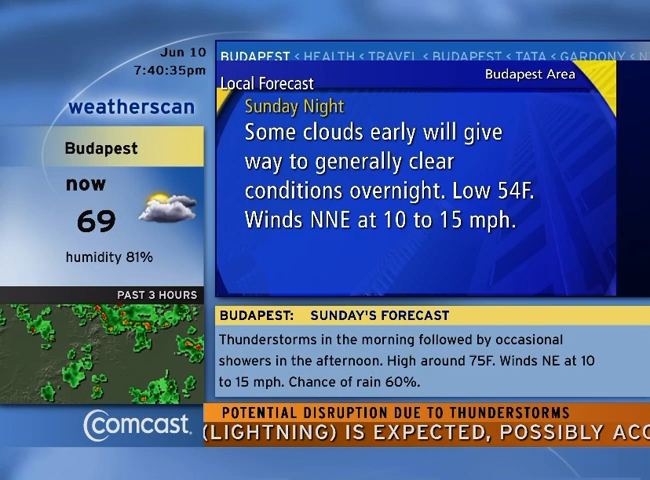 Jun 10
7:40:35pm
weatherscan
Budapest
now
69
humidity 81%
PAST 3 HOURS
comcast.
BUDAPEST < HEALTH < TRAVEL < BUDAPEST < TATA < GARDONY <
Local Forecast
Budapest Area
Sunday Night
Some clouds early will give
way to generally clear
conditions overnight. Low 54F.
Winds NNE at 10 to 15 mph.
BUDAPEST: SUNDAY'S FORECAST
Thunderstorms in the morning followed by occasional
showers in the afternoon. High around 75F. Winds NE at 10
to 15 mph. Chance of rain 60%.
POTENTIAL DISRUPTION DUE TO THUNDERSTORMS
(LIGHTNING) IS EXPECTED, POSSIBLY ACC